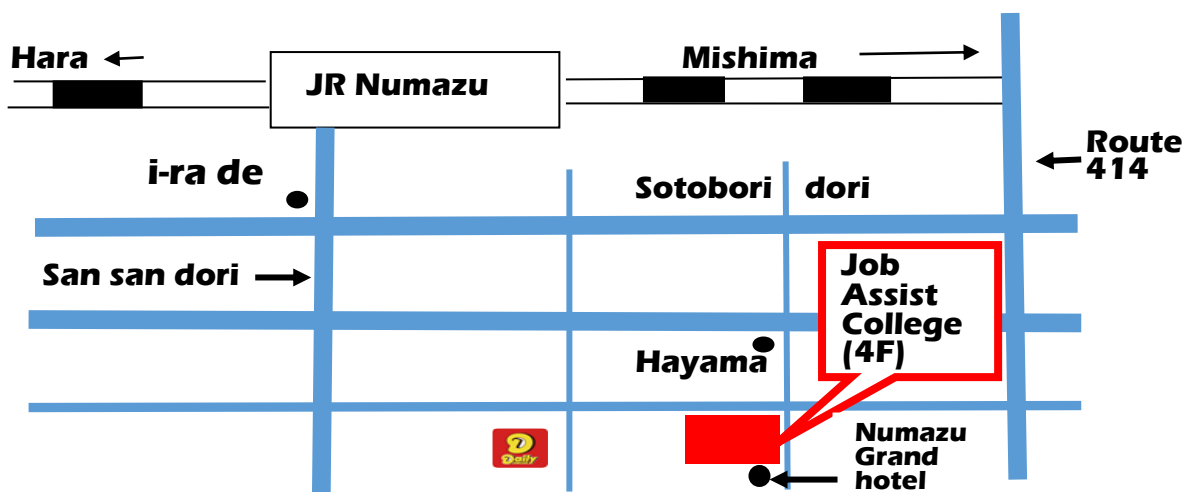 Hara
Mishima
JR Numazu
Route
414
i-ra de
Sotobori dori
San san dori
Job
Assist
College
(4F)
Hayama
Daily
Numazu
Grand
hotel